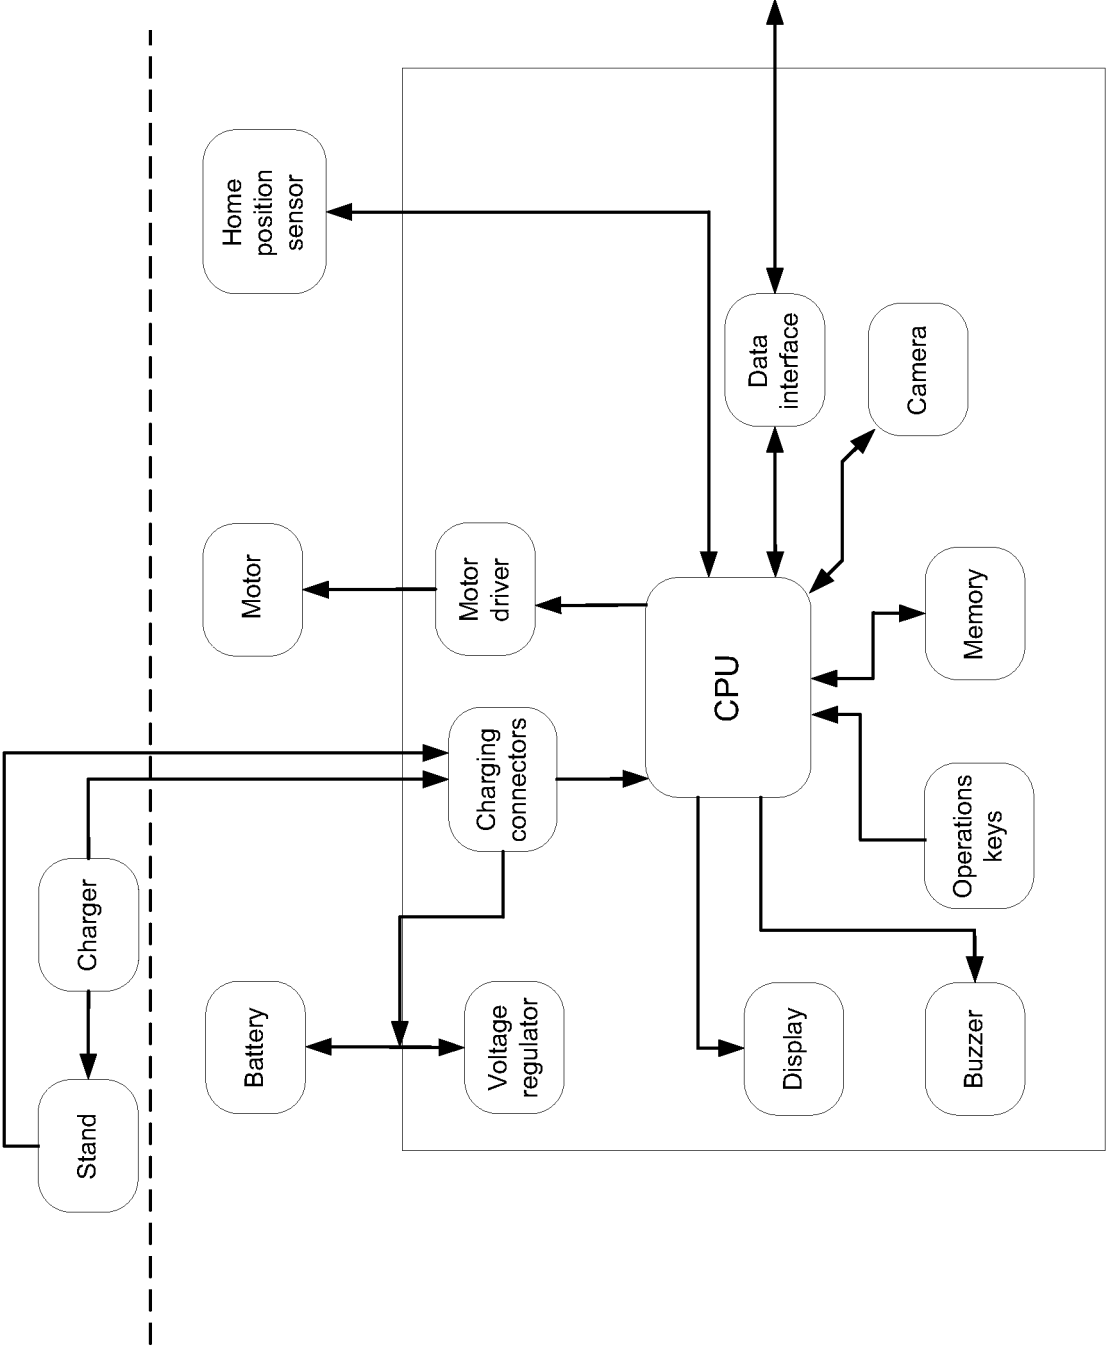 Stand
Charger
Battery
Motor
Home
position
sensor
Voltage
regulator
Charging
connectors
Motor
driver
CPU
Data
interface
Display
Camera
Buzzer
Operations
keys
Memory